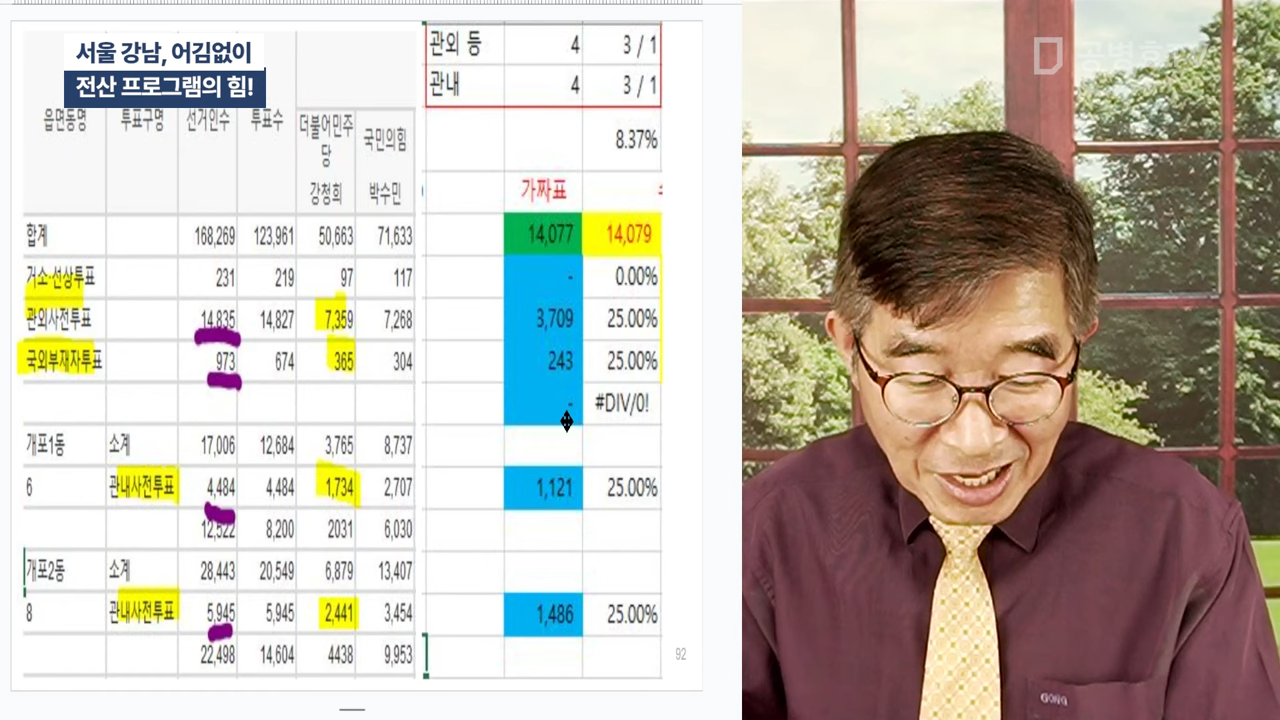 서울 강남, 어김없이
전산 프로그램의 힘!
공병호TV
관외 등 4 3 / 1
관내 4 3 / 1
8.37%
읍면동명 투표구명 선거인수 투표수 더불어민주당 강청희 국민의힘 박수민
가짜표
합계 168,269 123,961 50,663 71,633 14,077 14,079
거소·선상투표 231 219 97 117 - 0.00%
관외사전투표 14,835 14,827 7,359 7,268 3,709 25.00%
국외부재자투표 973 674 365 304 243 25.00%
- #DIV/0!
개포1동 소계 17,006 12,684 3,765 8,737
6 관내사전투표 4,484 4,484 1,734 2,707 1,121 25.00%
12,522 8,200 2031 6,030
개포2동 소계 28,443 20,549 6,879 13,407
8 관내사전투표 5,945 5,945 2,441 3,454 1,486 25.00%
22,498 14,604 4438 9,953
92
GONG